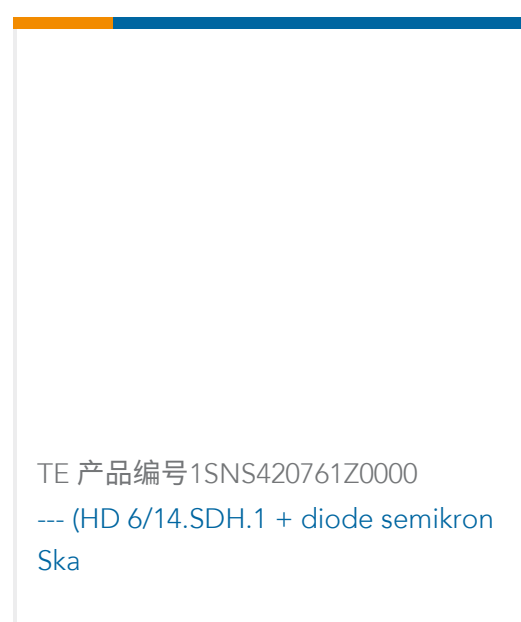 TE 产品编号1SNS420761Z0000
--- (HD 6/14.SDH.1 + diode semikron
Ska